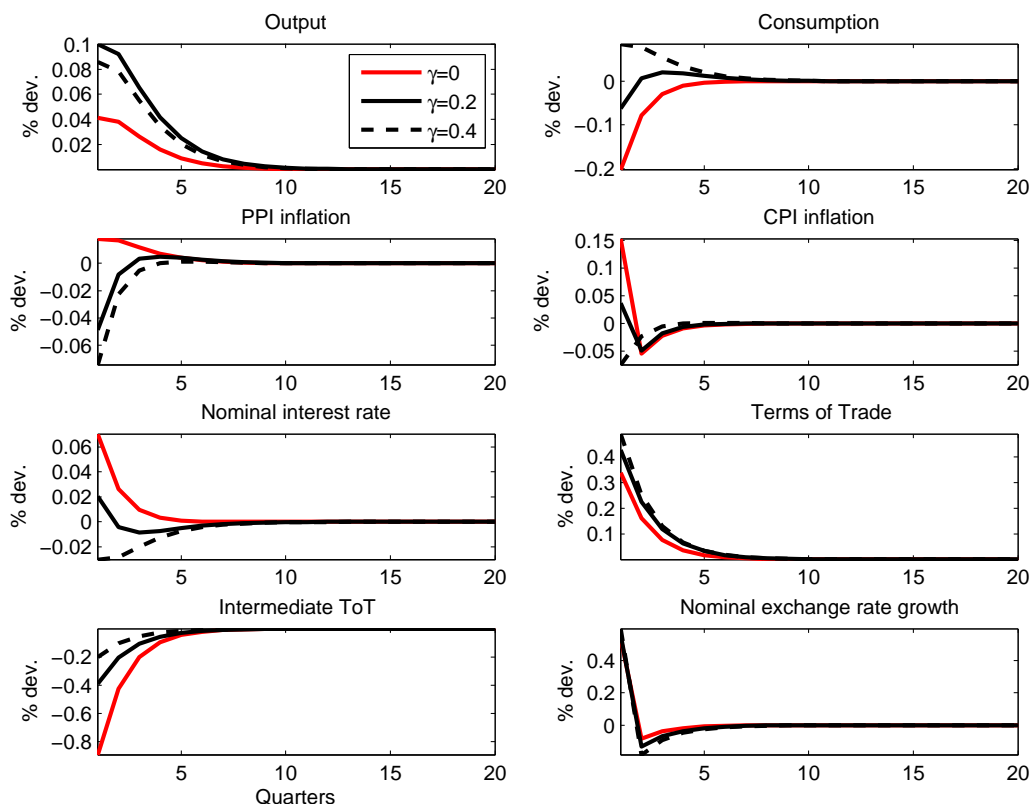 Output
% dev.
0.1
0.08
0.06
0.04
0.02
5 10 15 20
γ=0
γ=0.2
γ=0.4
Consumption
% dev.
0
−0.1
−0.2
5 10 15 20
PPI inflation
% dev.
0
−0.02
−0.04
−0.06
5 10 15 20
CPI inflation
% dev.
0.15
0.1
0.05
0
−0.05
5 10 15 20
Nominal interest rate
% dev.
0.06
0.04
0.02
0
−0.02
5 10 15 20
Terms of Trade
% dev.
0.4
0.3
0.2
0.1
5 10 15 20
Intermediate ToT
% dev.
−0.2
−0.4
−0.6
−0.8
5 10 15 20
Quarters
Nominal exchange rate growth
% dev.
0.4
0.2
0
5 10 15 20